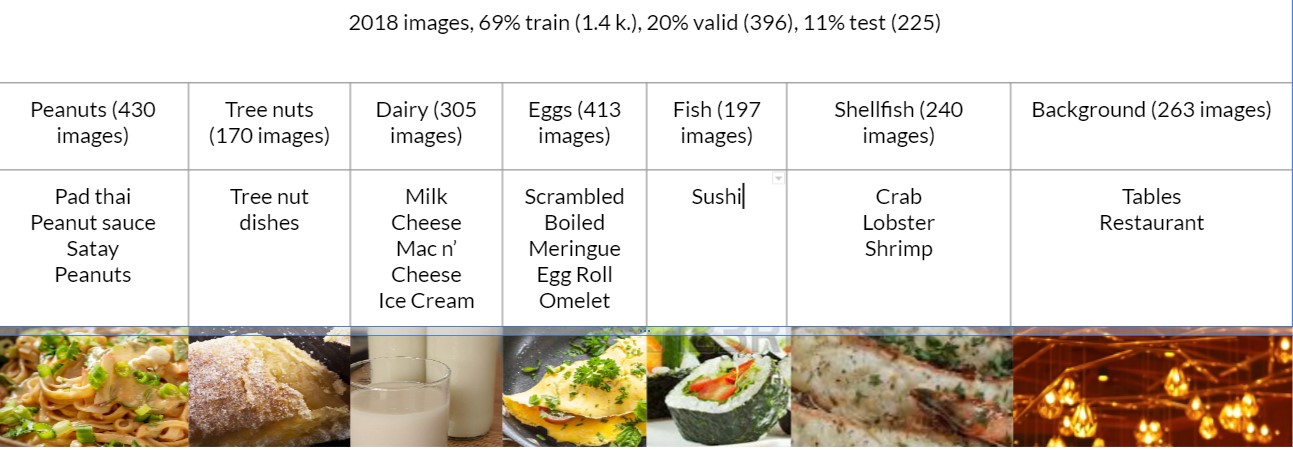 2018 images, 69% train (1.4 k.), 20% valid (396), 11% test (225)
Peanuts (430
images)
Tree nuts
(170 images)
Dairy (305
images)
Eggs (413
images)
Fish (197
images)
Shellfish (240
images)
Background (263 images)
Pad thai
Peanut sauce
Satay
Peanuts
Tree nut
dishes
Milk
Cheese
Mac n’
Cheese
Ice Cream
Scrambled
Boiled
Meringue
Egg Roll
Omelet
Sushi
Crab
Lobster
Shrimp
Tables
Restaurant